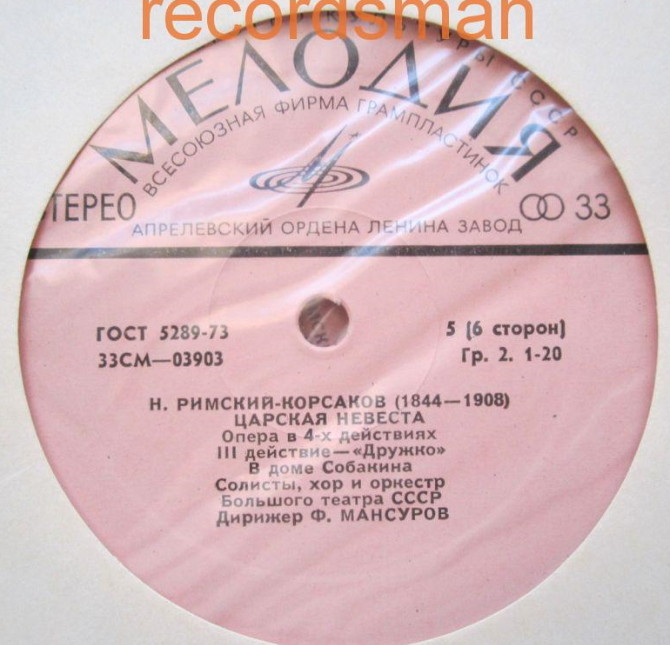 recordsman
СССР
МЕЛОДИЯ
ВСЕСОЮЗНАЯ ФИРМА ГРАМПЛАСТИНОК
ТЕРЕО
33
АПРЕЛЕВСКИЙ ОРДЕНА ЛЕНИНА ЗАВОД
ГОСТ 5289-73
5 (6 сторон)
33СМ—03903
Гр. 2. 1-20
Н. РИМСКИЙ-КОРСАКОВ (1844—1908)
ЦАРСКАЯ НЕВЕСТА
Опера в 4-х действиях
III действие—«Дружко»
В доме Собакина
Солисты, хор и оркестр
Большого театра СССР
Дирижер Ф. МАНСУРОВ